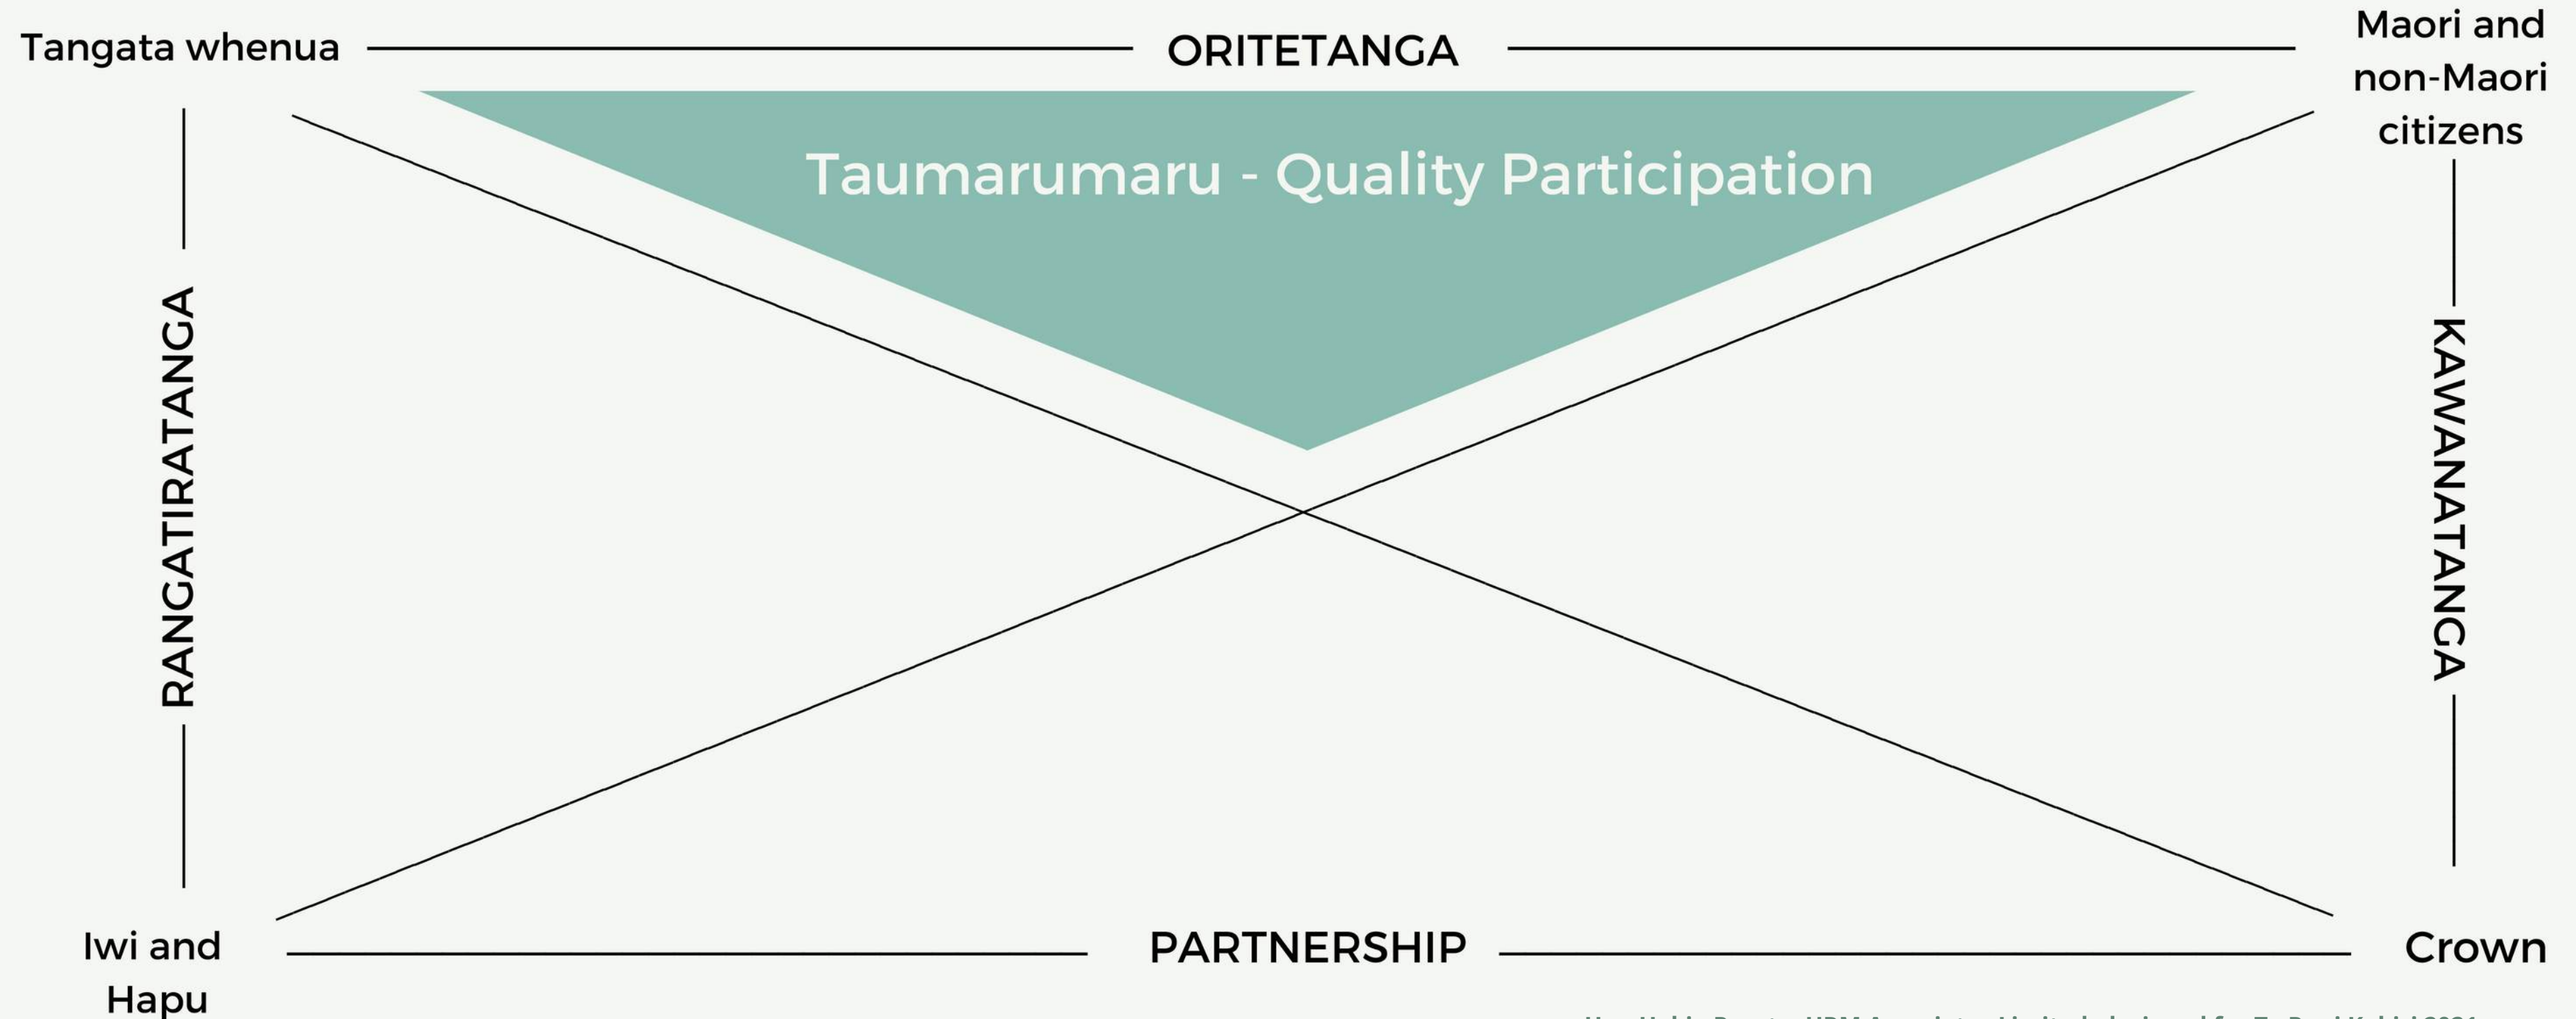 Tangata whenua
ORITETANGA
Maori and
non-Maori
citizens
Taumarumaru - Quality Participation
RANGATIRATANGA
KAWANATANGA
Iwi and
Hapu
PARTNERSHIP
Crown